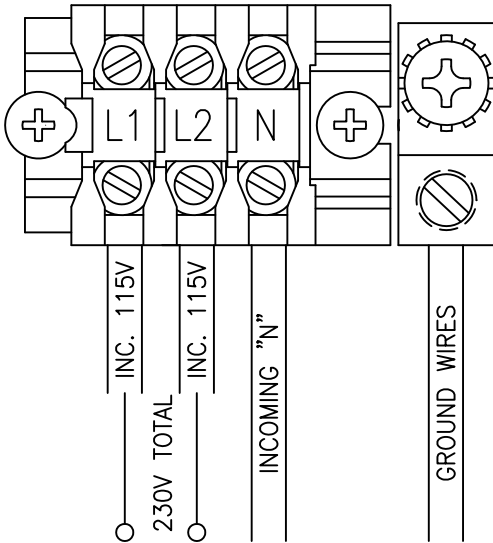 L1 L2 N
INC. 115V
230V TOTAL
INC. 115V
INCOMING "N"
GROUND WIRES